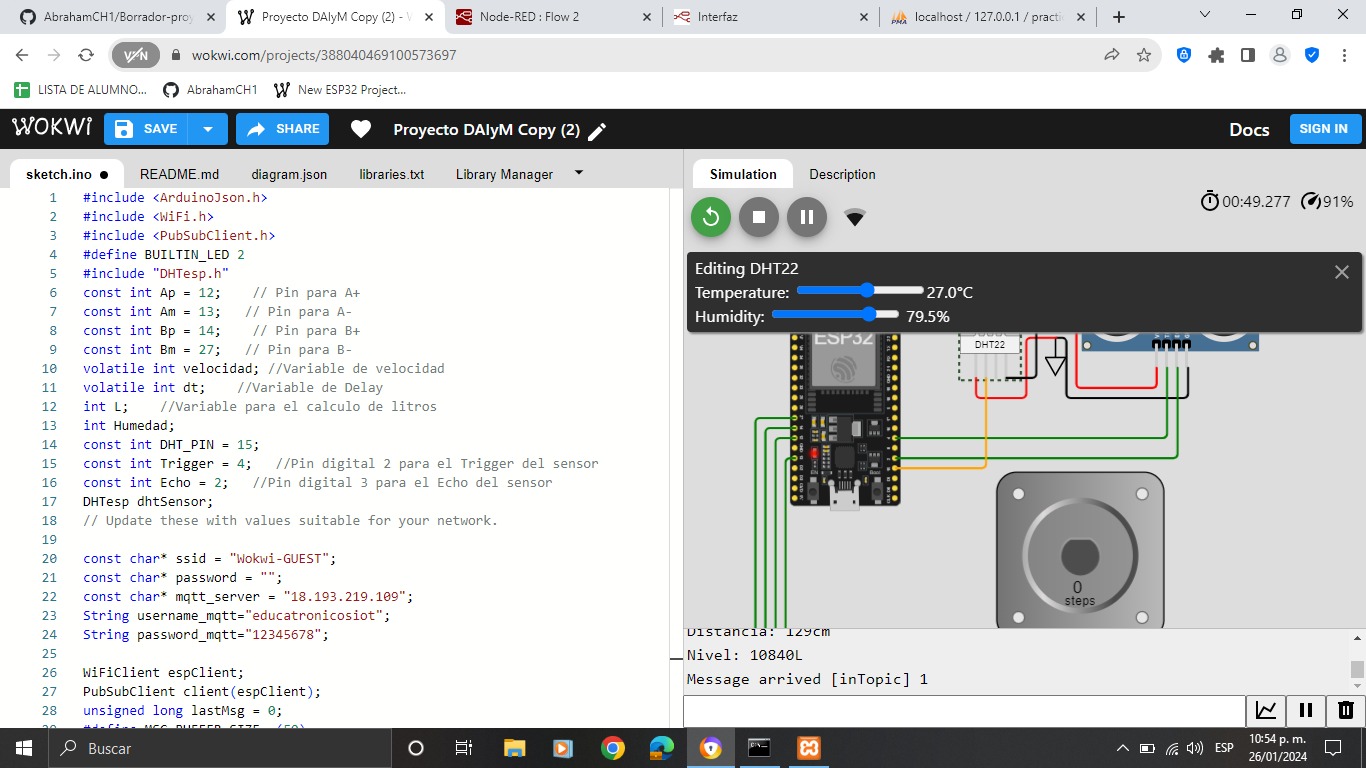 AbrahamCH1/Borrador-proy
Proyecto DAIyM Copy (2) - W
Node-RED : Flow 2
Interfaz
localhost / 127.0.0.1 / practi
VPN
wokwi.com/projects/388040469100573697
LISTA DE ALUMNO...
AbrahamCH1
New ESP32 Project...
WOKWI
SAVE
SHARE
Proyecto DAIyM Copy (2)
Docs
SIGN IN
sketch.ino
README.md
diagram.json
libraries.txt
Library Manager
1 #include <ArduinoJson.h>
2 #include <WiFi.h>
3 #include <PubSubClient.h>
4 #define BUILTIN_LED 2
5 #include "DHTesp.h"
6 const int Ap = 12;    // Pin para A+
7 const int Am = 13;   // Pin para A-
8 const int Bp = 14;    // Pin para B+
9 const int Bm = 27;   // Pin para B-
10 volatile int velocidad; //Variable de velocidad
11 volatile int dt;    //Variable de Delay
12 int L;    //Variable para el calculo de litros
13 int Humedad;
14 const int DHT_PIN = 15;
15 const int Trigger = 4;   //Pin digital 2 para el Trigger del sensor
16 const int Echo = 2;   //Pin digital 3 para el Echo del sensor
17 DHTesp dhtSensor;
18 // Update these with values suitable for your network.
19
20 const char* ssid = "Wokwi-GUEST";
21 const char* password = "";
22 const char* mqtt_server = "18.193.219.109";
23 String username_mqtt="educatronicosiot";
24 String password_mqtt="12345678";
25
26 WiFiClient espClient;
27 PubSubClient client(espClient);
28 unsigned long lastMsg = 0;
Simulation
Description
00:49.277
91%
Editing DHT22
Temperature: 27.0°C
Humidity: 79.5%
ESP32
DHT22
0
steps
Distancia: 129cm
Nivel: 10840L
Message arrived [inTopic] 1
Buscar
ESP
10:54 p. m.
26/01/2024